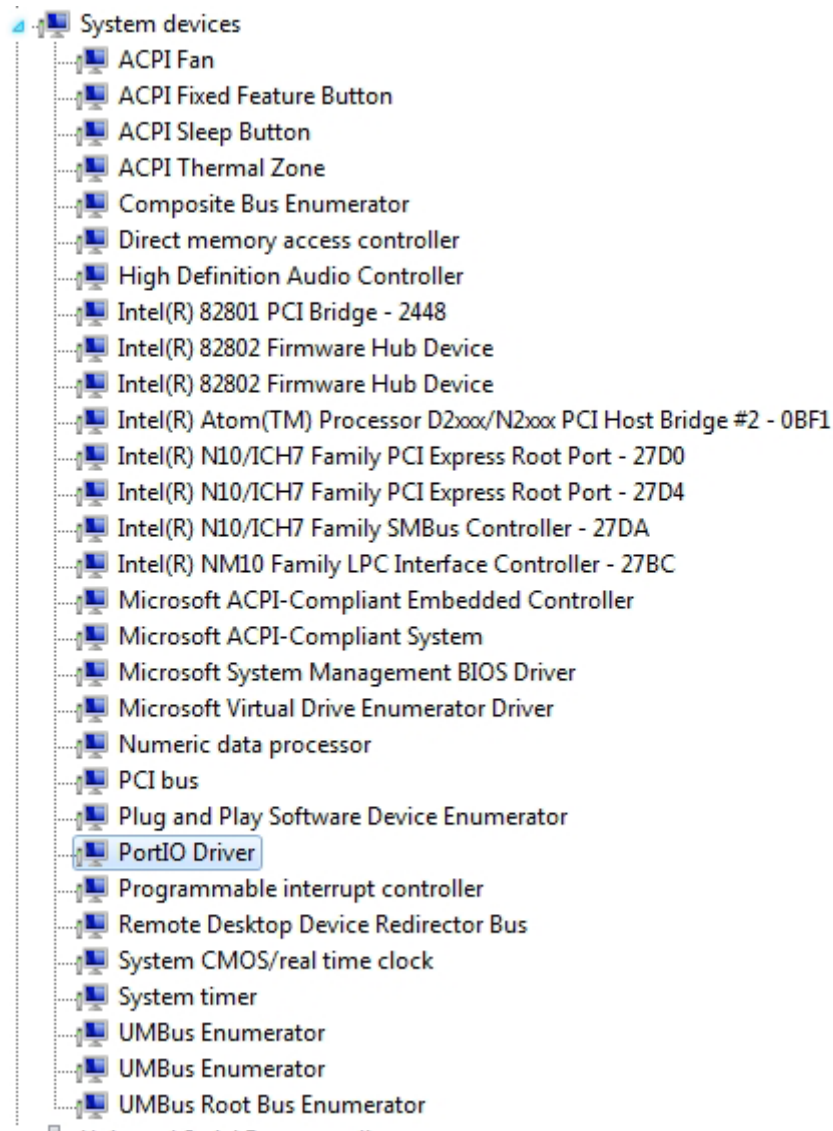 System devices
ACPI Fan
ACPI Fixed Feature Button
ACPI Sleep Button
ACPI Thermal Zone
Composite Bus Enumerator
Direct memory access controller
High Definition Audio Controller
Intel(R) 82801 PCI Bridge - 2448
Intel(R) 82802 Firmware Hub Device
Intel(R) 82802 Firmware Hub Device
Intel(R) Atom(TM) Processor D2xxx/N2xxx PCI Host Bridge #2 - 0BF1
Intel(R) N10/ICH7 Family PCI Express Root Port - 27D0
Intel(R) N10/ICH7 Family PCI Express Root Port - 27D4
Intel(R) N10/ICH7 Family SMBus Controller - 27DA
Intel(R) NM10 Family LPC Interface Controller - 27BC
Microsoft ACPI-Compliant Embedded Controller
Microsoft ACPI-Compliant System
Microsoft System Management BIOS Driver
Microsoft Virtual Drive Enumerator Driver
Numeric data processor
PCI bus
Plug and Play Software Device Enumerator
PortIO Driver
Programmable interrupt controller
Remote Desktop Device Redirector Bus
System CMOS/real time clock
System timer
UMBus Enumerator
UMBus Enumerator
UMBus Root Bus Enumerator